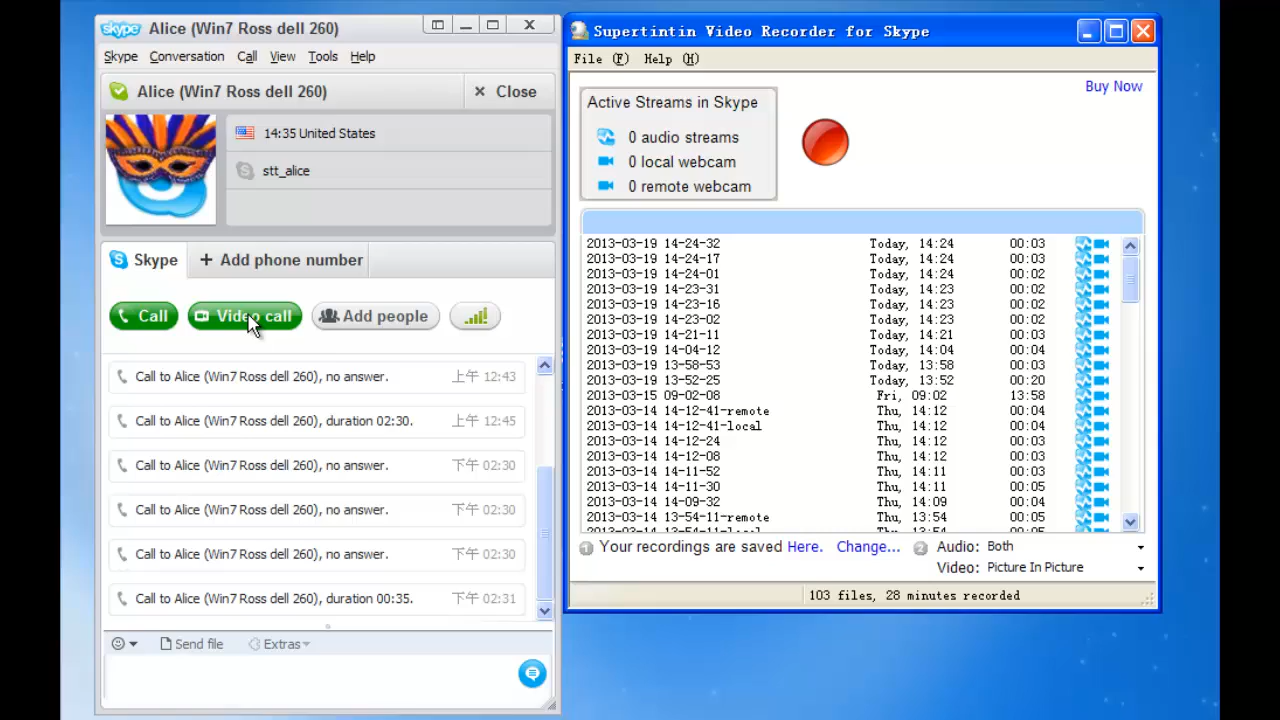 skype Alice (Win7 Ross dell 260)
Skype Conversation Call View Tools Help
Alice (Win7 Ross dell 260) × Close
14:35 United States
stt_alice
Skype + Add phone number
Call Video call Add people
Call to Alice (Win7 Ross dell 260), no answer. 上午 12:43
Call to Alice (Win7 Ross dell 260), duration 02:30. 上午 12:45
Call to Alice (Win7 Ross dell 260), no answer. 下午 02:30
Call to Alice (Win7 Ross dell 260), no answer. 下午 02:30
Call to Alice (Win7 Ross dell 260), no answer. 下午 02:30
Call to Alice (Win7 Ross dell 260), duration 00:35. 下午 02:31
Send file Extras
Supertintin Video Recorder for Skype
File (F) Help (H)
Buy Now
Active Streams in Skype
0 audio streams
0 local webcam
0 remote webcam
2013-03-19 14-24-32 Today, 14:24 00:03
2013-03-19 14-24-17 Today, 14:24 00:03
2013-03-19 14-24-01 Today, 14:24 00:02
2013-03-19 14-23-31 Today, 14:23 00:02
2013-03-19 14-23-16 Today, 14:23 00:02
2013-03-19 14-23-02 Today, 14:23 00:02
2013-03-19 14-21-11 Today, 14:21 00:03
2013-03-19 14-04-12 Today, 14:04 00:04
2013-03-19 13-58-53 Today, 13:58 00:03
2013-03-19 13-52-25 Today, 13:52 00:20
2013-03-15 09-02-08 Fri, 09:02 13:58
2013-03-14 14-12-41-remote Thu, 14:12 00:04
2013-03-14 14-12-41-local Thu, 14:12 00:04
2013-03-14 14-12-24 Thu, 14:12 00:03
2013-03-14 14-12-08 Thu, 14:12 00:03
2013-03-14 14-11-52 Thu, 14:11 00:03
2013-03-14 14-11-30 Thu, 14:11 00:05
2013-03-14 14-09-32 Thu, 14:09 00:04
2013-03-14 13-54-11-remote Thu, 13:54 00:05
2013-03-14 13-54-11-local Thu, 13:54 00:05
1 Your recordings are saved Here. Change... 2 Audio: Both
Video: Picture In Picture
103 files, 28 minutes recorded